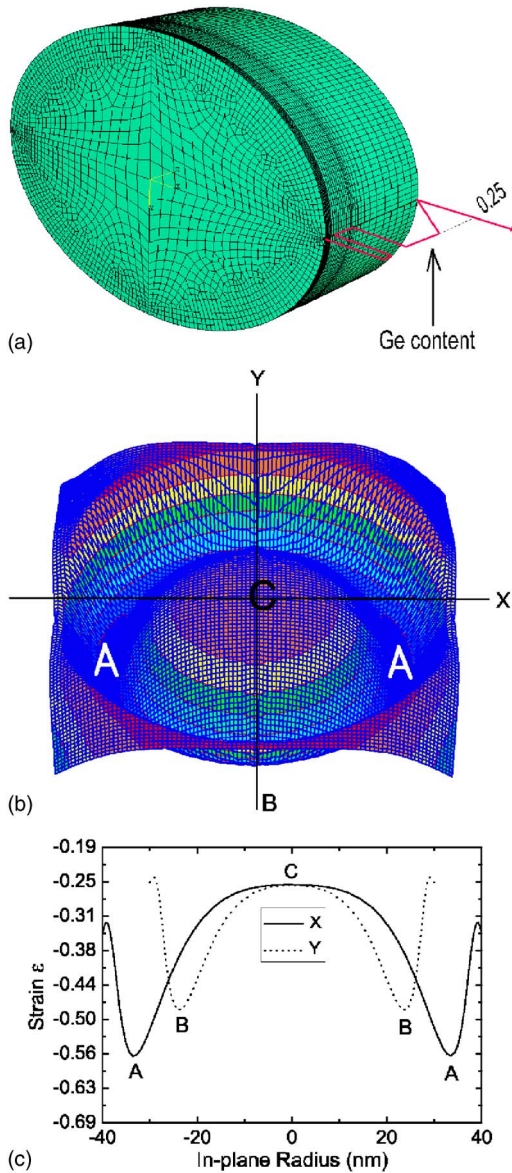 0.25
Ge content
(a)
Y
C
X
A A
B
(b)
-0.19
-0.25
-0.31
-0.38
-0.44
-0.50
-0.56
-0.63
-0.69
Strain ε
C
X
Y
B B
A A
-40 -20 0 20 40
In-plane Radius (nm)
(c)